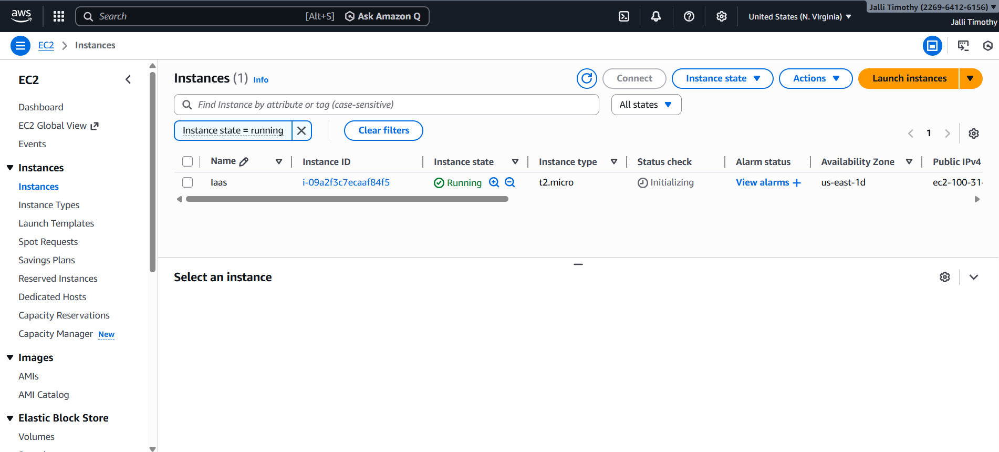 aws
Search [Alt+S] Ask Amazon Q
United States (N. Virginia)
Jalli Timothy (2269-6412-6156)
Jalli Timothy
EC2 Instances
EC2
Dashboard
EC2 Global View
Events
Instances
Instances
Instance Types
Launch Templates
Spot Requests
Savings Plans
Reserved Instances
Dedicated Hosts
Capacity Reservations
Capacity Manager New
Images
AMIs
AMI Catalog
Elastic Block Store
Volumes
Instances (1) Info
Connect
Instance state
Actions
Launch instances
Find Instance by attribute or tag (case-sensitive)
All states
Instance state = running
Clear filters
1
Name Instance ID Instance state Instance type Status check Alarm status Availability Zone Public IPv4
Iaas i-09a2f3c7ecaaf84f5 Running t2.micro Initializing View alarms + us-east-1d ec2-100-31-
Select an instance